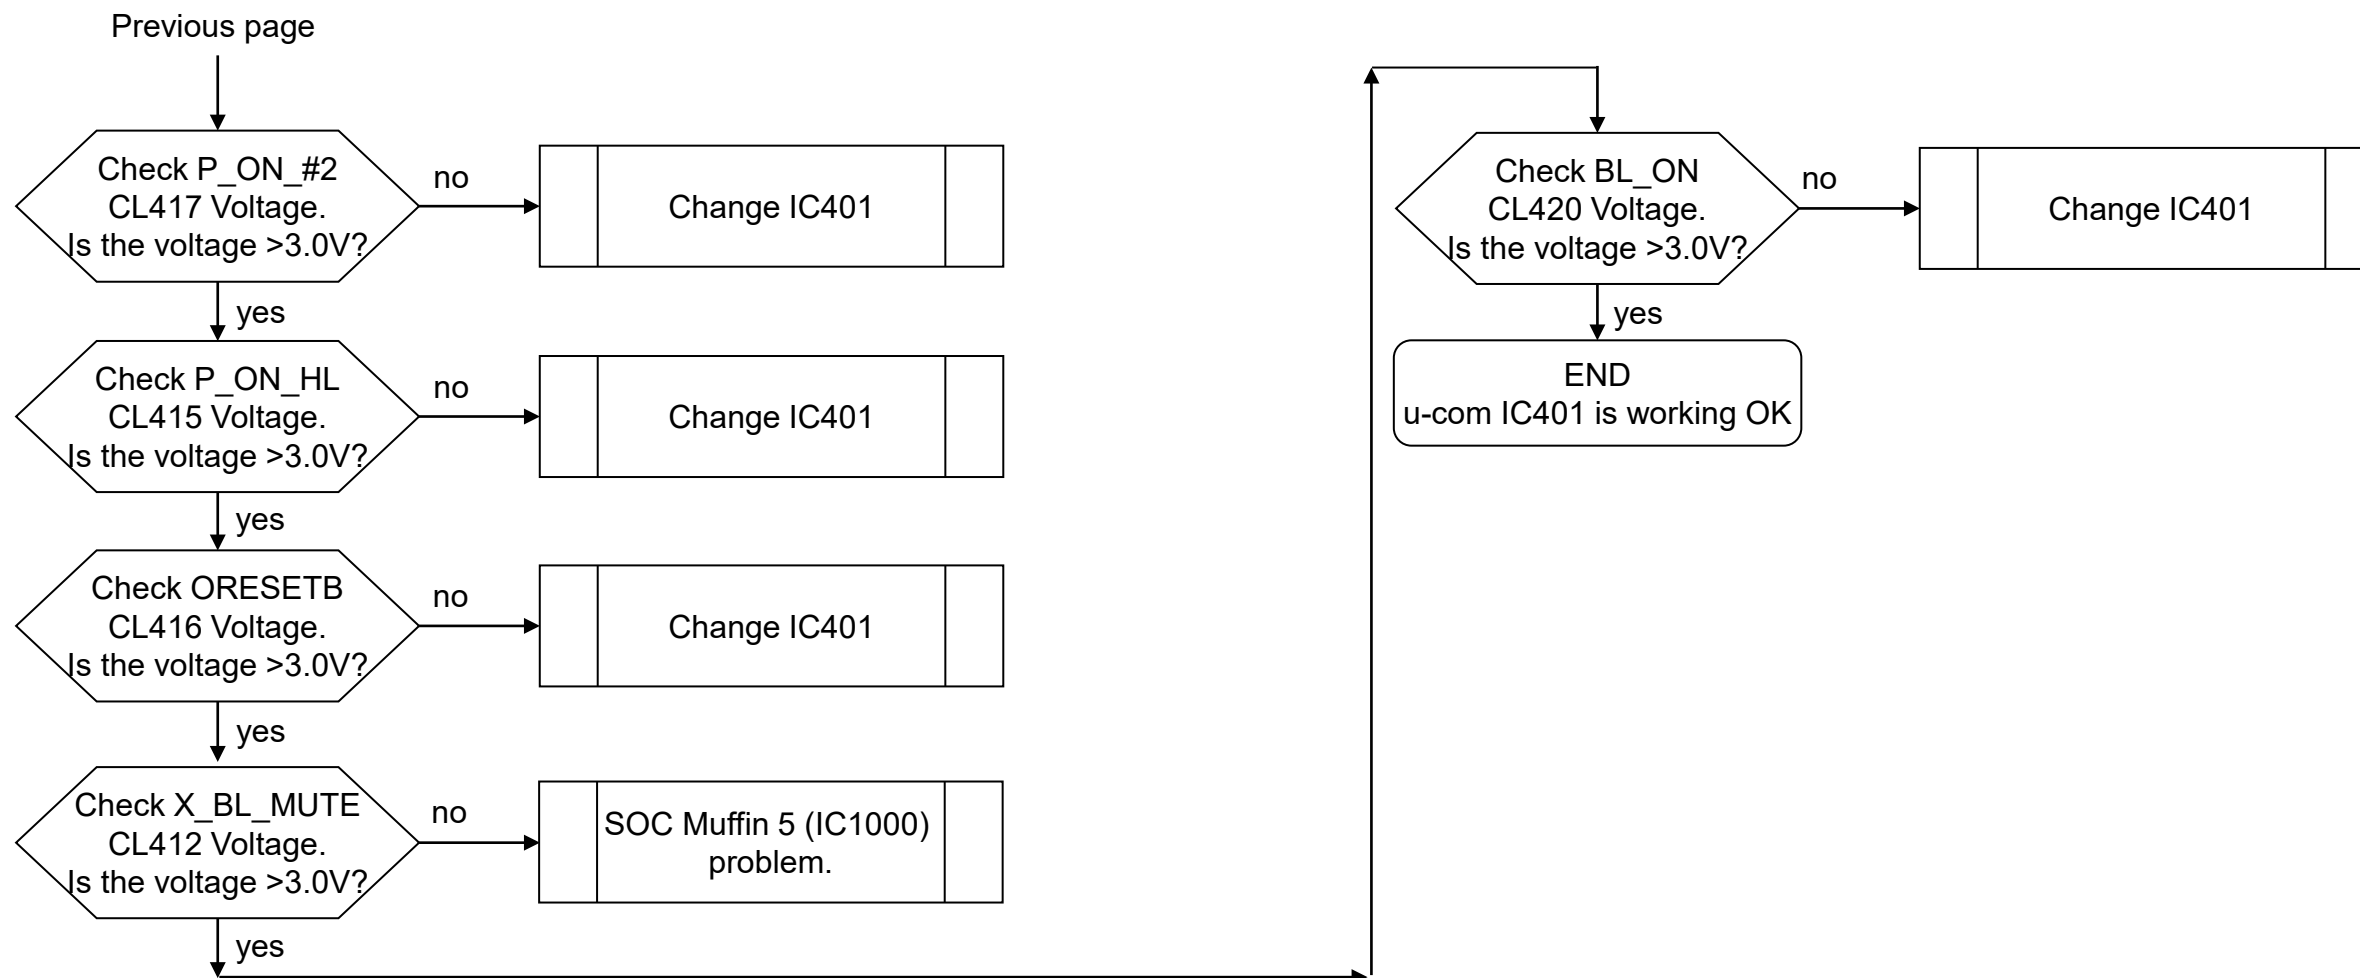 Previous page
Check P_ON_#2
CL417 Voltage.
Is the voltage >3.0V?
no
Change IC401
yes
Check P_ON_HL
CL415 Voltage.
Is the voltage >3.0V?
no
Change IC401
yes
Check ORESETB
CL416 Voltage.
Is the voltage >3.0V?
no
Change IC401
yes
Check X_BL_MUTE
CL412 Voltage.
Is the voltage >3.0V?
no
SOC Muffin 5 (IC1000)
problem.
yes
Check BL_ON
CL420 Voltage.
Is the voltage >3.0V?
no
Change IC401
yes
END
u-com IC401 is working OK